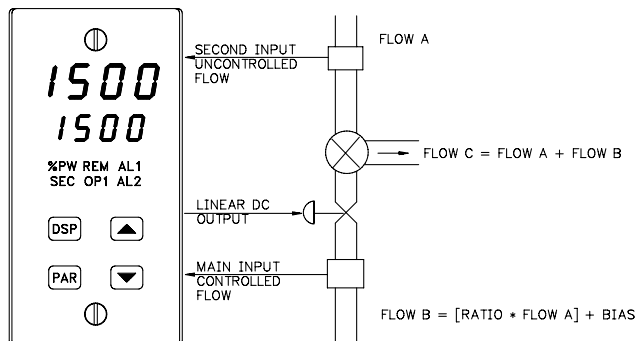 1500
1500
%PW REM AL1
SEC OP1 AL2
DSP
PAR
SECOND INPUT
UNCONTROLLED
FLOW
LINEAR DC
OUTPUT
MAIN INPUT
CONTROLLED
FLOW
FLOW A
FLOW C = FLOW A + FLOW B
FLOW B = [RATIO * FLOW A] + BIAS